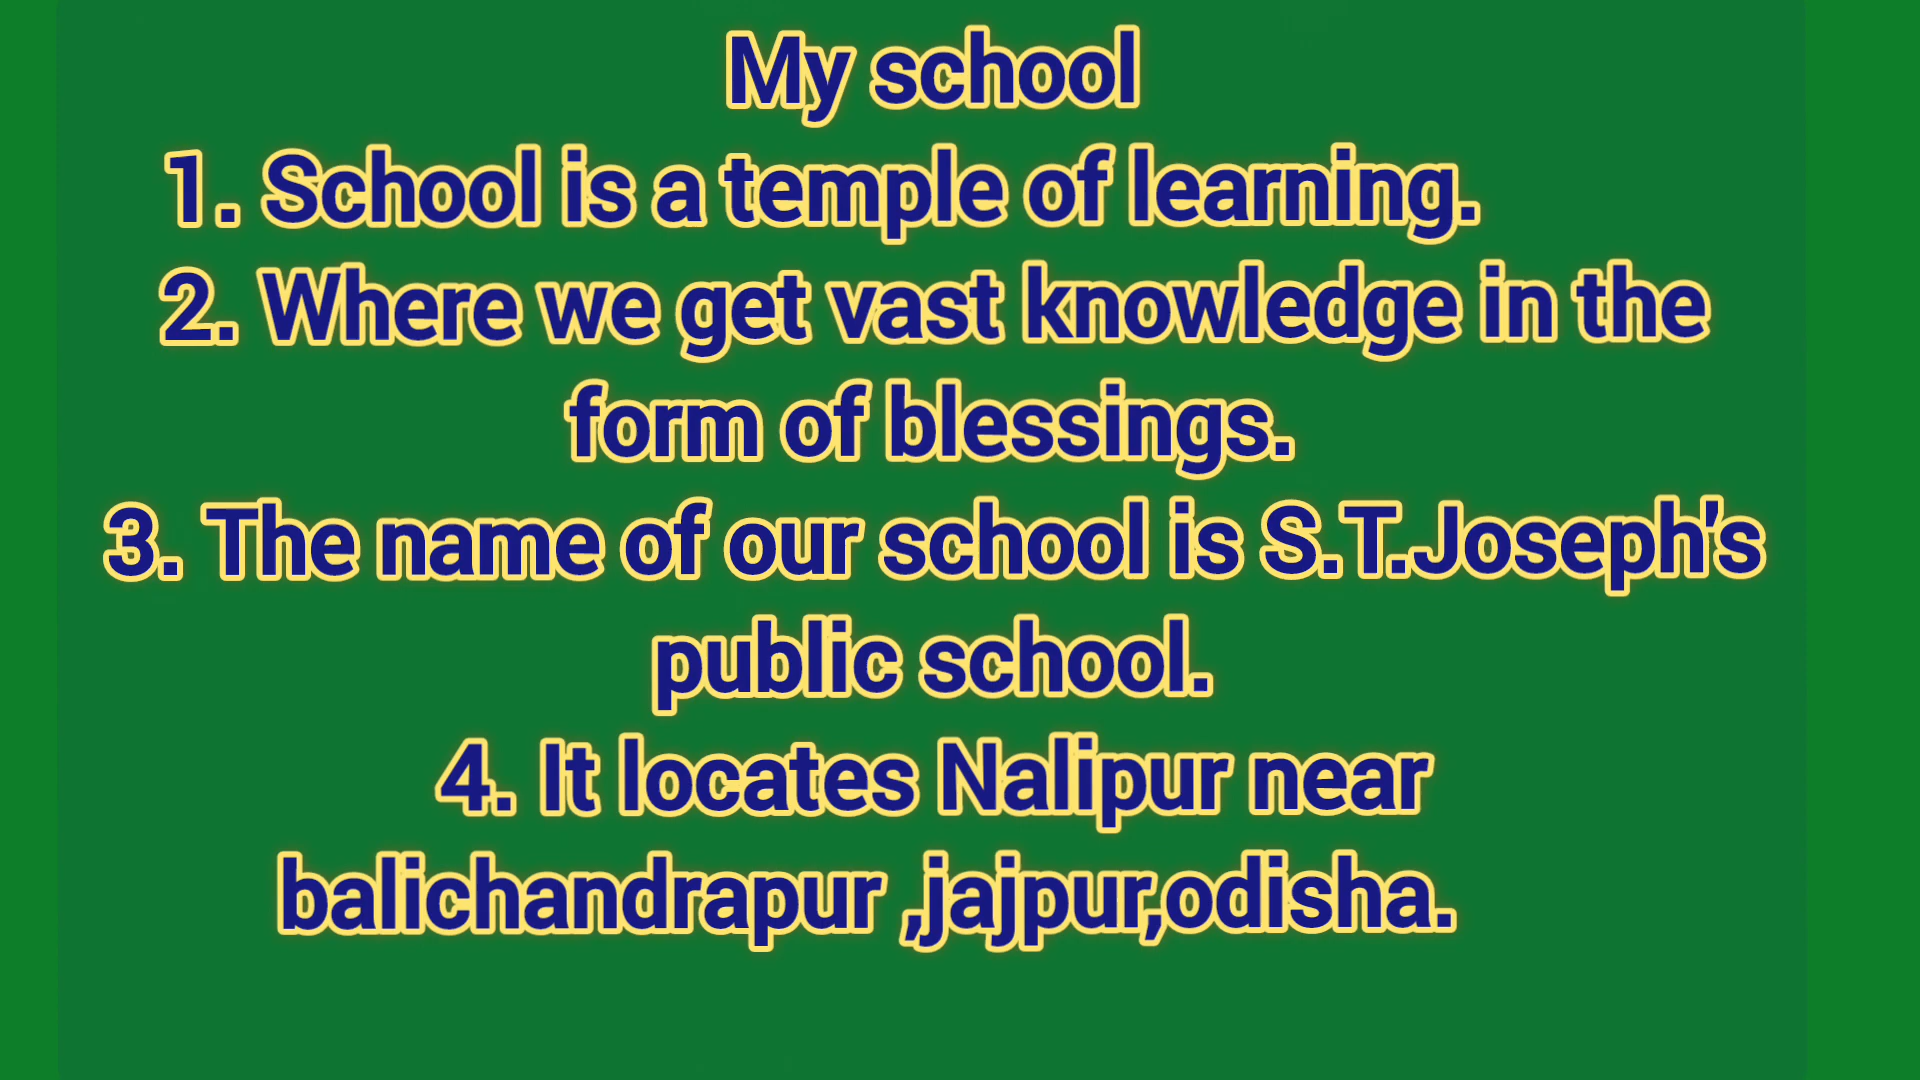 My school
1. School is a temple of learning.
2. Where we get vast knowledge in the
form of blessings.
3. The name of our school is S.T.Joseph's
public school.
4. It locates Nalipur near
balichandrapur ,jajpur,odisha.